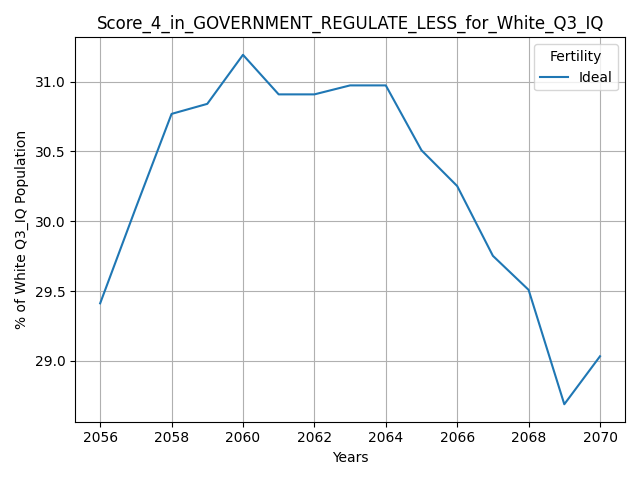 Score_4_in_GOVERNMENT_REGULATE_LESS_for_White_Q3_IQ
Fertility
Ideal
% of White Q3_IQ Population
31.0
30.5
30.0
29.5
29.0
2056 2058 2060 2062 2064 2066 2068 2070
Years